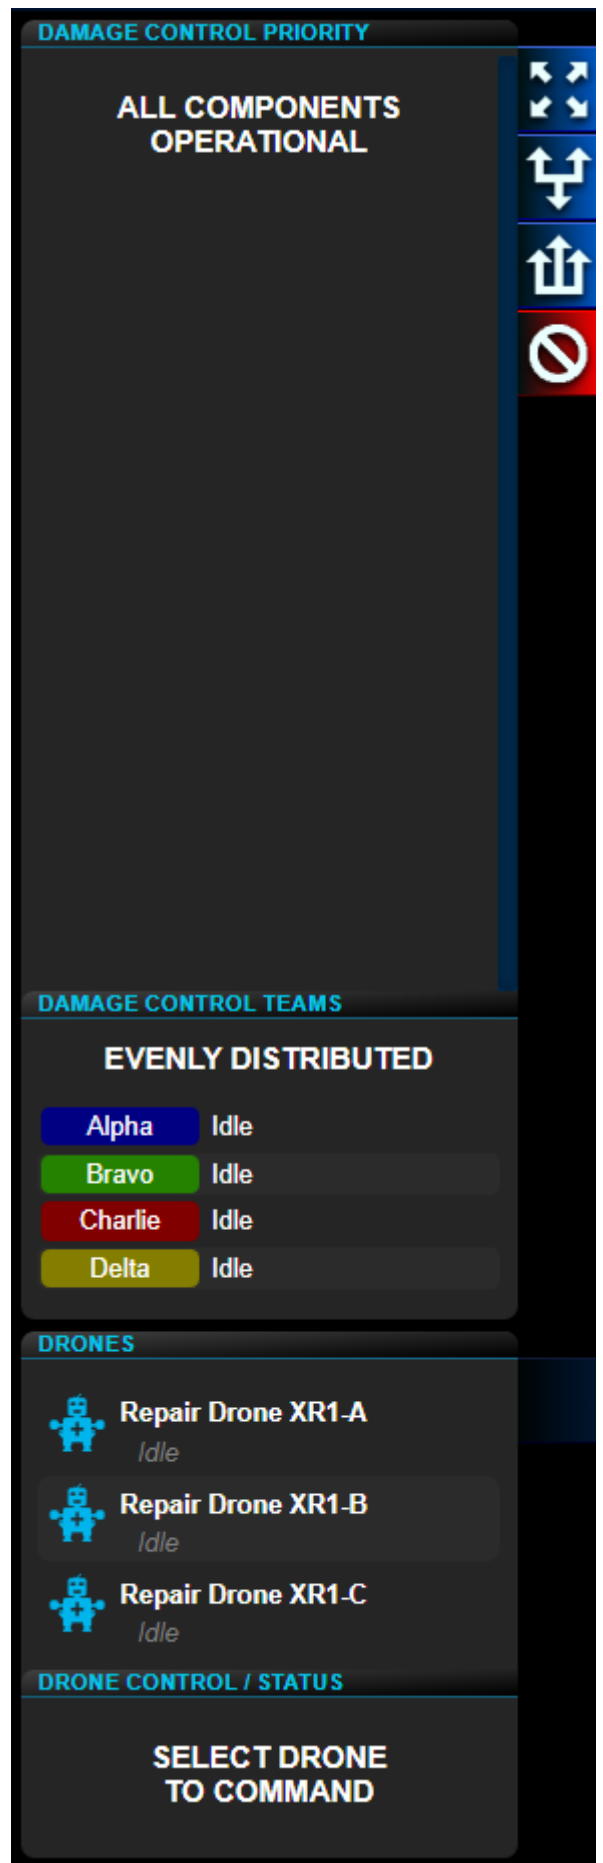 DAMAGE CONTROL PRIORITY
ALL COMPONENTS
OPERATIONAL
DAMAGE CONTROL TEAMS
EVENLY DISTRIBUTED
Alpha Idle
Bravo Idle
Charlie Idle
Delta Idle
DRONES
Repair Drone XR1-A
Idle
Repair Drone XR1-B
Idle
Repair Drone XR1-C
Idle
DRONE CONTROL / STATUS
SELECT DRONE
TO COMMAND